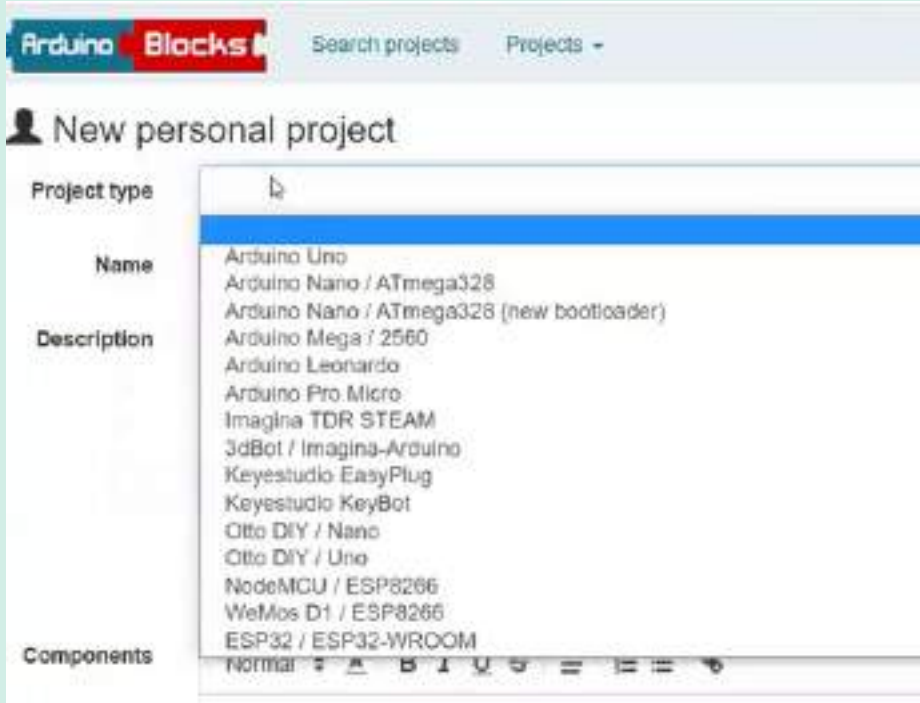 Arduino Blocks Search projects Projects
New personal project
Project type
Name
Description
Arduino Uno
Arduino Nano / ATmega328
Arduino Nano / ATmega328 (new bootloader)
Arduino Mega / 2560
Arduino Leonardo
Arduino Pro Micro
Imagina TDR STEAM
3dBot / Imagina-Arduino
Keyestudio EasyPlug
Keyestudio KeyBot
Otto DIY / Nano
Otto DIY / Uno
NodeMCU / ESP8266
WeMos D1 / ESP8266
ESP32 / ESP32-WROOM
Components
Normal A B I U S